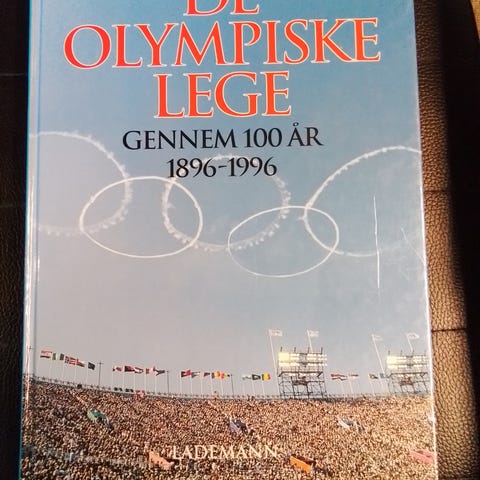 DE
OLYMPISKE
LEGE
GENNEM 100 ÅR
1896-1996
LADEMANN